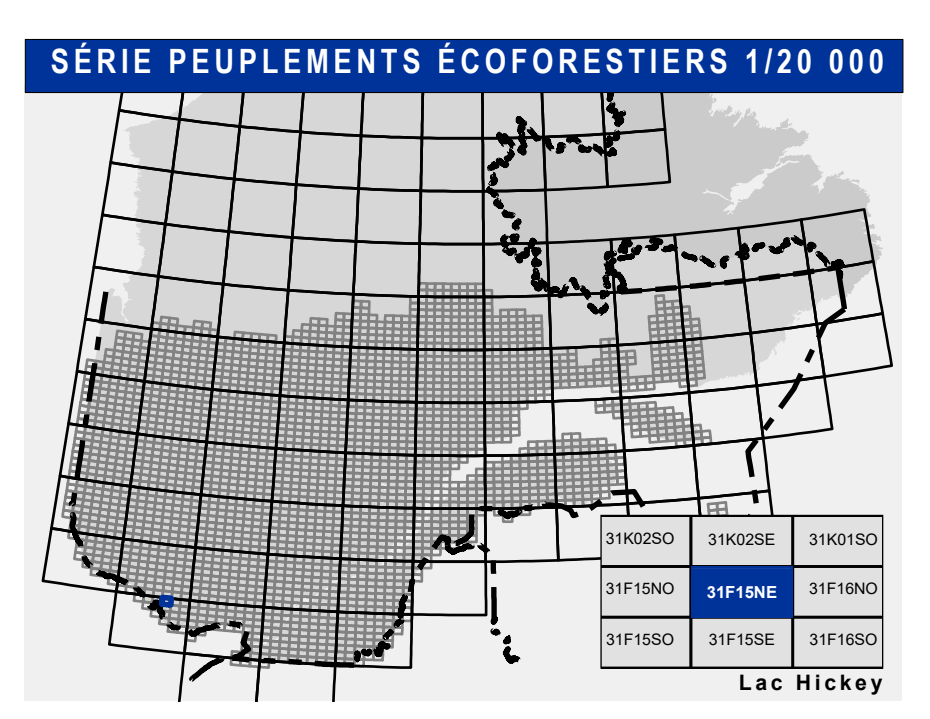 SÉRIE PEUPLEMENTS ÉCOFORESTIERS 1/20 000
31K02SO 31K02SE 31K01SO
31F15NO 31F15NE 31F16NO
31F15SO 31F15SE 31F16SO
Lac Hickey